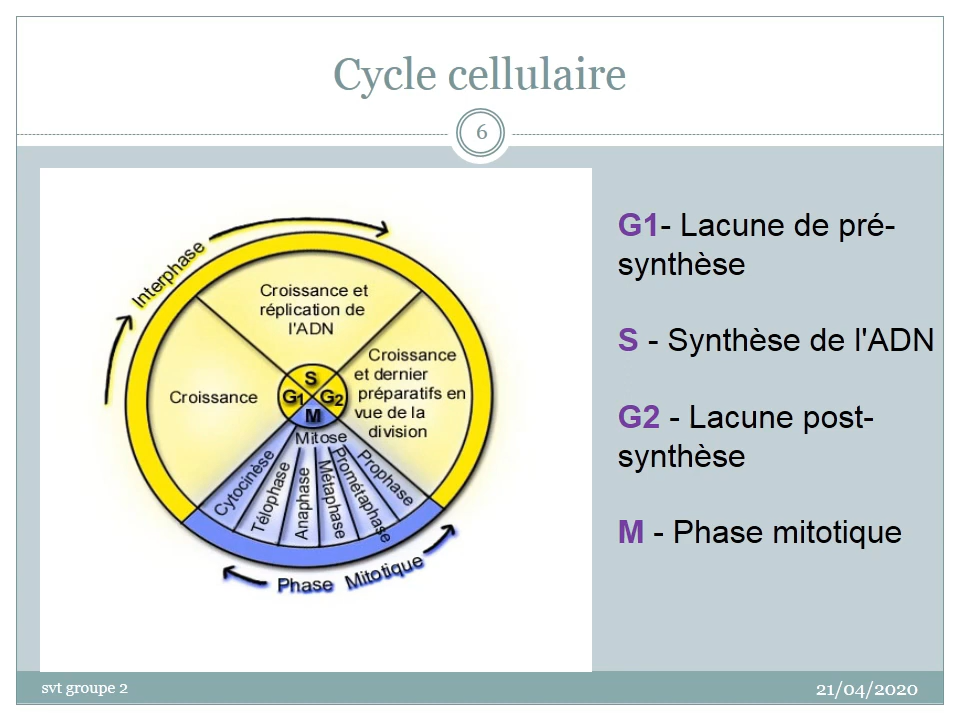 Cycle cellulaire
6
Interphase
Croissance et
réplication de
l'ADN
Croissance
Croissance
et dernier
préparatifs en
vue de la
division
S
G1
G2
M
Mitose
Cytocinèse
Télophase
Anaphase
Métaphase
Prométaphase
Prophase
Phase Mitotique
G1- Lacune de pré-
synthèse
S - Synthèse de l'ADN
G2 - Lacune post-
synthèse
M - Phase mitotique
svt groupe 2
21/04/2020